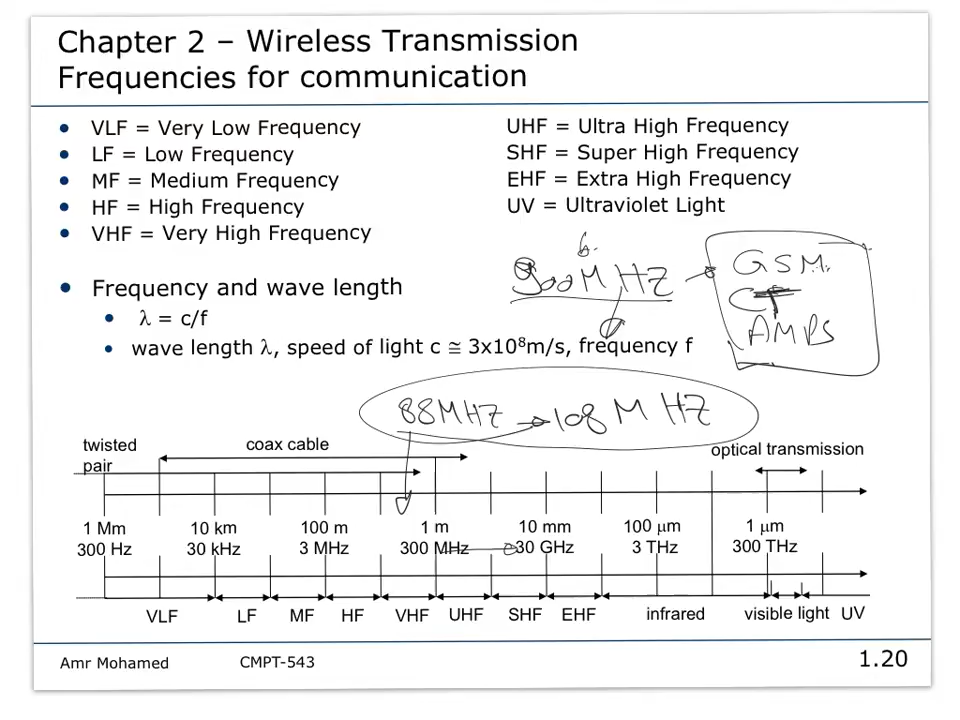 Chapter 2 – Wireless Transmission
Frequencies for communication
• VLF = Very Low Frequency
• LF = Low Frequency
• MF = Medium Frequency
• HF = High Frequency
• VHF = Very High Frequency
UHF = Ultra High Frequency
SHF = Super High Frequency
EHF = Extra High Frequency
UV = Ultraviolet Light
900 MHZ
GSM
AMPS
• Frequency and wave length
• λ = c/f
• wave length λ, speed of light c ≅ 3x10⁸m/s, frequency f
88 MHZ → 108 MHZ
twisted pair
coax cable
optical transmission
1 Mm 10 km 100 m 1 m 10 mm 100 μm 1 μm
300 Hz 30 kHz 3 MHz 300 MHz 30 GHz 3 THz 300 THz
VLF LF MF HF VHF UHF SHF EHF infrared visible light UV
Amr Mohamed CMPT-543 1.20